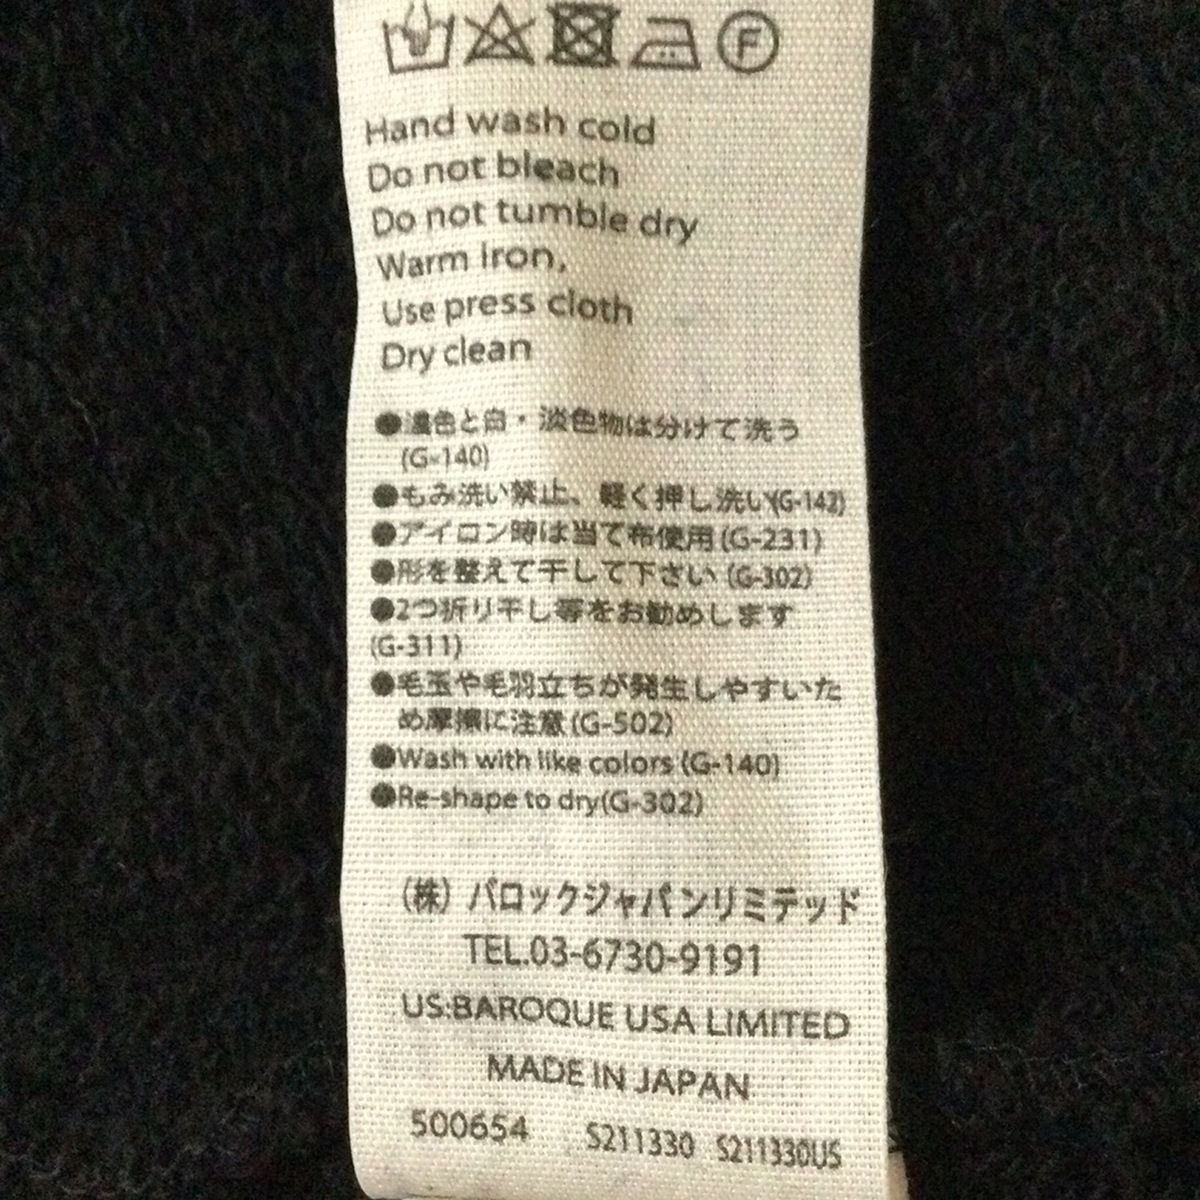 F
Hand wash cold
Do not bleach
Do not tumble dry
Warm iron,
Use press cloth
Dry clean
●濃色と白・淡色物は分けて洗う
(G-140)
●もみ洗い禁止、軽く押し洗い(G-142)
●アイロン時は当て布使用(G-231)
●形を整えて干して下さい(G-302)
●2つ折り干し等をお勧めします
(G-311)
●毛玉や毛羽立ちが発生しやすいた
め摩擦に注意(G-502)
●Wash with like colors (G-140)
●Re-shape to dry(G-302)
(株) バロックジャパンリミテッド
TEL.03-6730-9191
US:BAROQUE USA LIMITED
MADE IN JAPAN
500654 S211330 S211330US